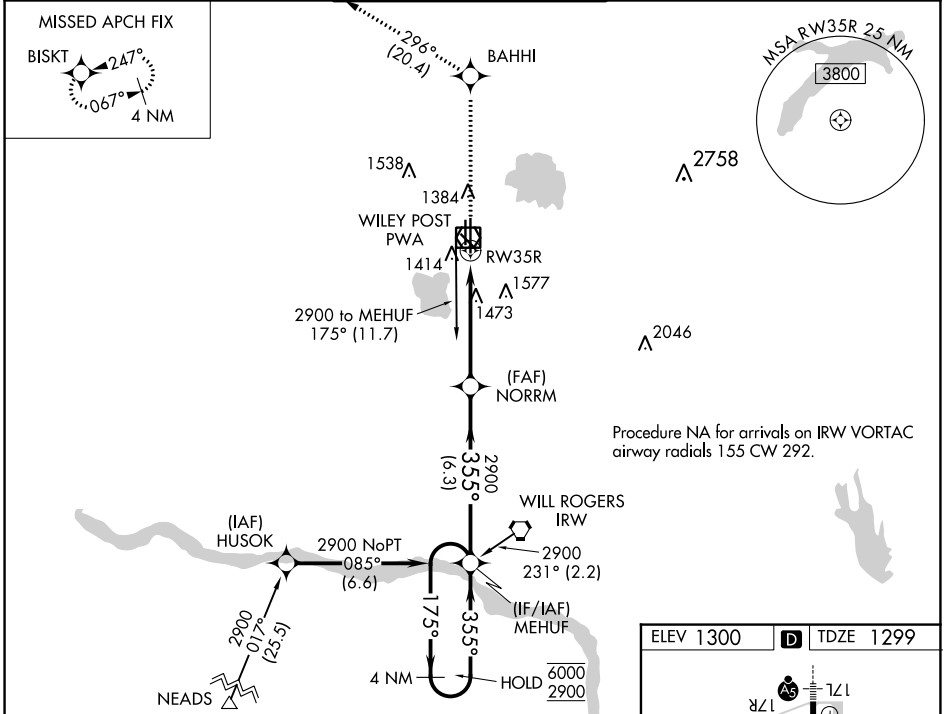 MISSED APCH FIX
BISKT
247°
067°
4 NM
296°
(20.4)
BAHHI
MSA RW35R 25 NM
3800
1538
1384
2758
WILEY POST
PWA
RW35R
1414
1577
1473
2900 to MEHUF
175° (11.7)
2046
(FAF)
NORRM
Procedure NA for arrivals on IRW VORTAC
airway radials 155 CW 292.
2900
355°
(6.3)
WILL ROGERS
IRW
(IAF)
HUSOK
2900 NoPT
085°
(6.6)
2900
231° (2.2)
(IF/IAF)
MEHUF
2900
017°
(25.5)
175°
355°
NEADS
4 NM
HOLD
6000
2900
ELEV 1300
D
TDZE 1299
A5
17L
17R